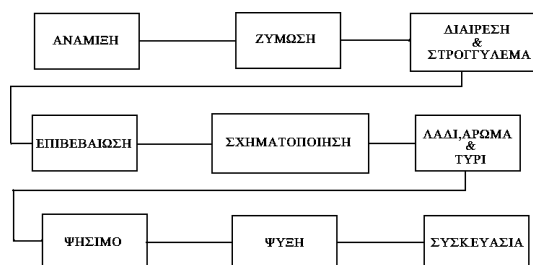 ΑΝΑΜΙΞΗ
ΖΥΜΩΣΗ
ΔΙΑΙΡΕΣΗ
&
ΣΤΡΟΓΓΥΛΕΜΑ
ΕΠΙΒΕΒΑΙΩΣΗ
ΣΧΗΜΑΤΟΠΟΙΗΣΗ
ΛΑΔΙ,ΑΡΩΜΑ
&
ΤΥΡΙ
ΨΗΣΙΜΟ
ΨΥΞΗ
ΣΥΣΚΕΥΑΣΙΑ